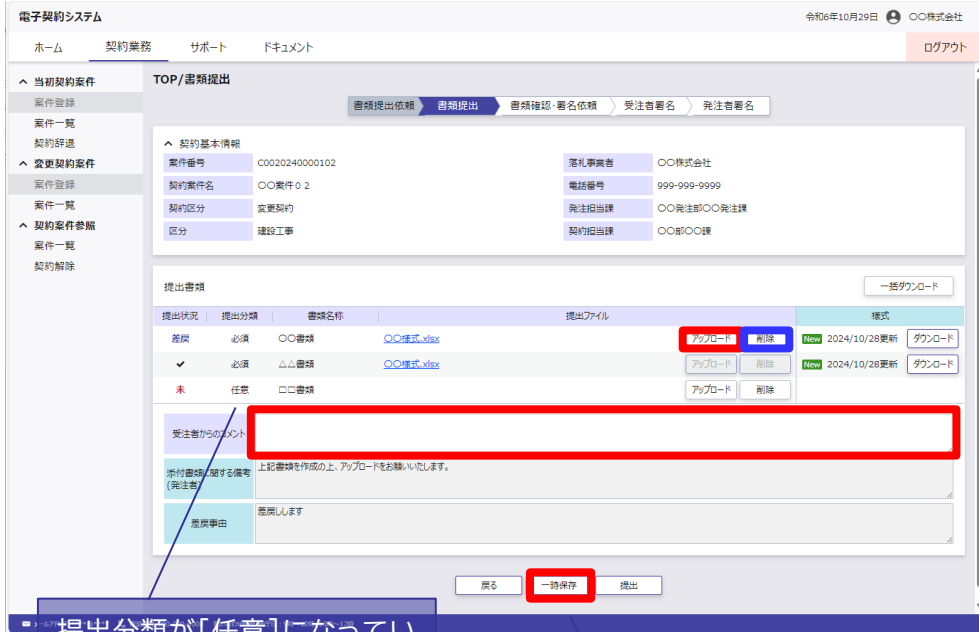 電子契約システム
令和6年10月29日 〇〇株式会社
ホーム 契約業務 サポート ドキュメント ログアウト
当初契約案件
案件登録
案件一覧
契約辞退
変更契約案件
案件登録
案件一覧
契約案件参照
案件一覧
契約解除
TOP/書類提出
書類提出依頼 書類提出 書類確認・署名依頼 受注者署名 発注者署名
契約基本情報
案件番号 C0020240000102 落札事業者 〇〇株式会社
契約案件名 〇〇案件02 電話番号 999-999-9999
契約区分 変更契約 発注担当課 〇〇発注部〇〇発注課
区分 建設工事 契約担当課 〇〇部〇〇課
提出書類 一括ダウンロード
提出状況 提出分類 書類名称 提出ファイル 様式
差戻 必須 〇〇書類 〇〇様式.xlsx アップロード 削除 New 2024/10/28更新 ダウンロード
✔ 必須 △△書類 〇〇様式.xlsx アップロード 削除 New 2024/10/28更新 ダウンロード
未 任意 □□書類 アップロード 削除
受注者からのコメント
添付書類に関する備考
(発注者) 上記書類を作成の上、アップロードをお願いいたします。
差戻事由 差戻しします
戻る 一時保存 提出
提出分類が「任意」になってい